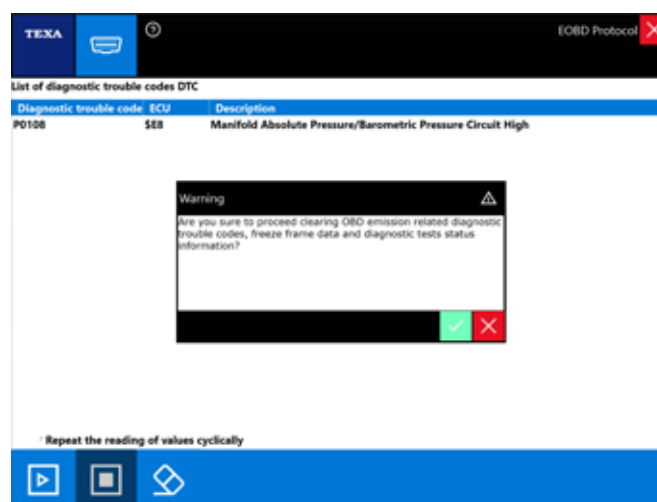 TEXA
EOBD Protocol
List of diagnostic trouble codes DTC
Diagnostic trouble code ECU Description
P0108 $E8 Manifold Absolute Pressure/Barometric Pressure Circuit High
Warning
Are you sure to proceed clearing OBD emission related diagnostic
trouble codes, freeze frame data and diagnostic tests status
information?
Repeat the reading of values cyclically